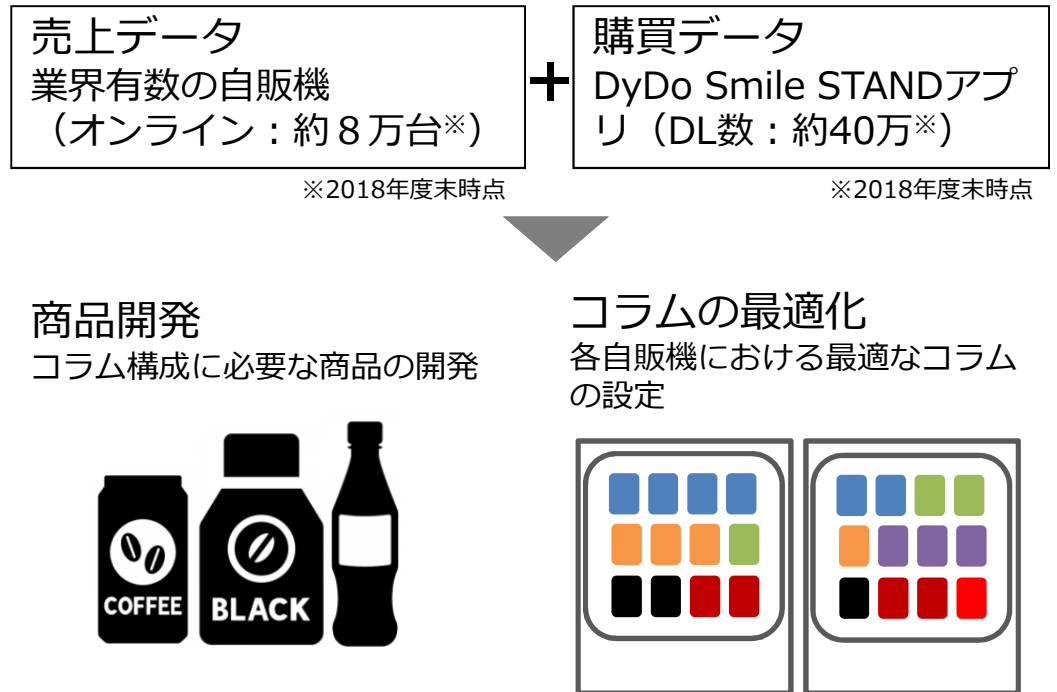 売上データ
業界有数の自販機
（オンライン：約８万台※）
※2018年度末時点
＋
購買データ
DyDo Smile STANDアプ
リ（DL数：約40万※）
※2018年度末時点
商品開発
コラム構成に必要な商品の開発
COFFEE
BLACK
コラムの最適化
各自販機における最適なコラム
の設定